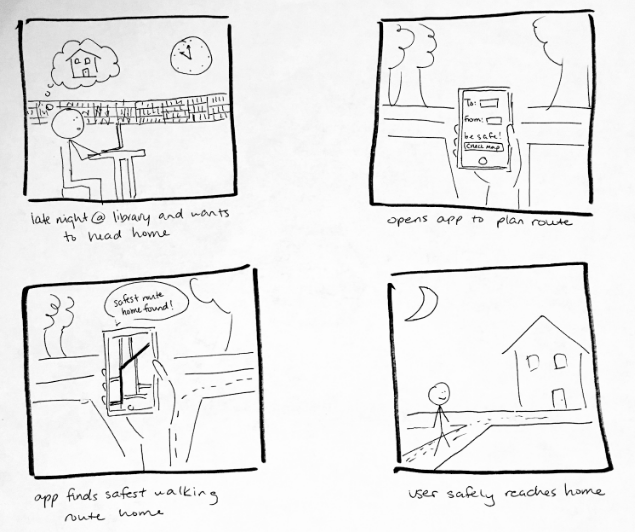 late night @ library and wants
to head home
To:
from:
be safe!
check map
opens app to plan route
safest route
home found!
app finds safest walking
route home
user safely reaches home